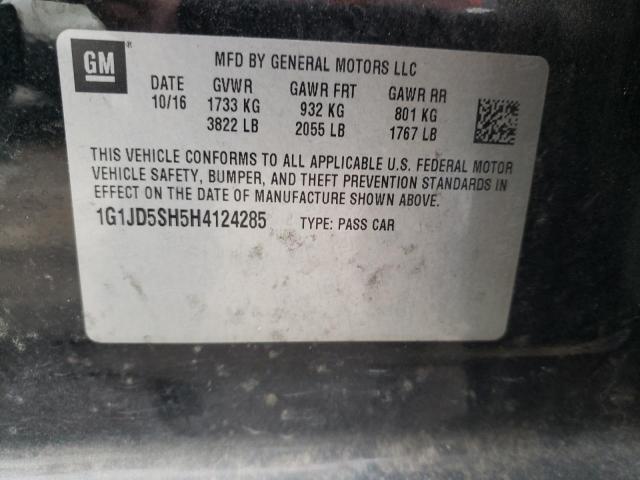 GM ® MFD BY GENERAL MOTORS LLC
DATE GVWR GAWR FRT GAWR RR
10/16 1733 KG 932 KG 801 KG
3822 LB 2055 LB 1767 LB
THIS VEHICLE CONFORMS TO ALL APPLICABLE U.S. FEDERAL MOTOR
VEHICLE SAFETY, BUMPER, AND THEFT PREVENTION STANDARDS IN
EFFECT ON THE DATE OF MANUFACTURE SHOWN ABOVE.
1G1JD5SH5H4124285 TYPE: PASS CAR